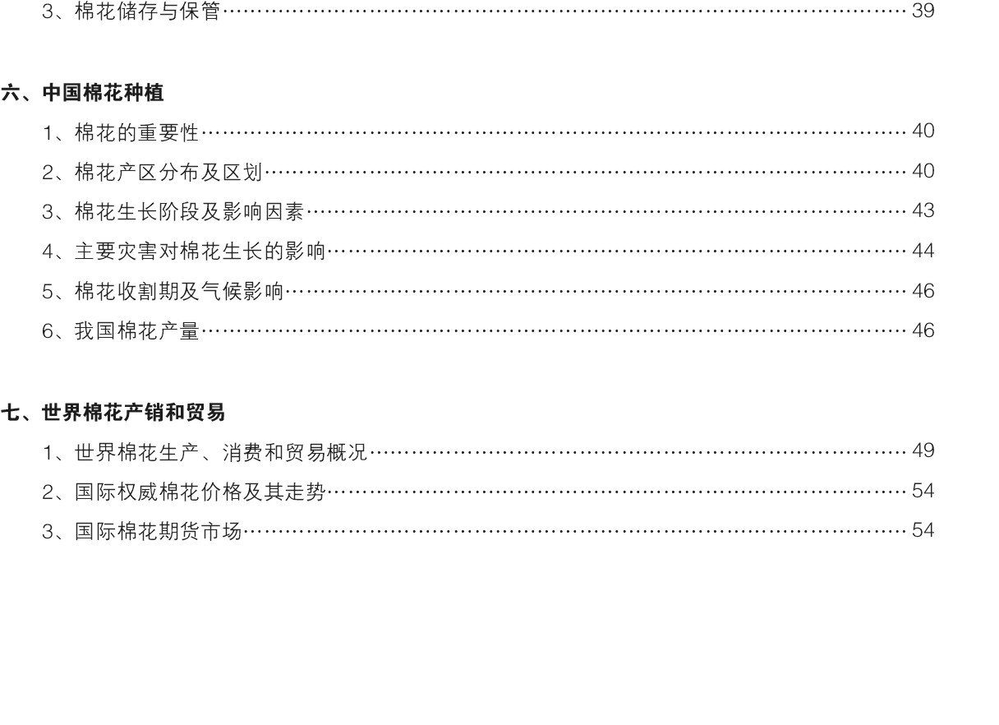 3、棉花储存与保管…………………………………………………………………………………… 39
六、中国棉花种植
1、棉花的重要性……………………………………………………………………………………… 40
2、棉花产区分布及区划……………………………………………………………………………… 40
3、棉花生长阶段及影响因素………………………………………………………………………… 43
4、主要灾害对棉花生长的影响……………………………………………………………………… 44
5、棉花收割期及气候影响…………………………………………………………………………… 46
6、我国棉花产量……………………………………………………………………………………… 46
七、世界棉花产销和贸易
1、世界棉花生产、消费和贸易概况………………………………………………………………… 49
2、国际权威棉花价格及其走势……………………………………………………………………… 54
3、国际棉花期货市场………………………………………………………………………………… 54